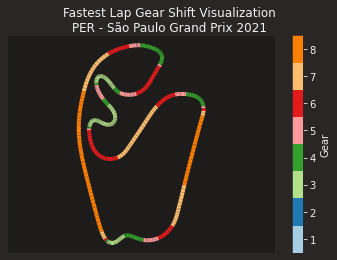 Fastest Lap Gear Shift Visualization
PER - São Paulo Grand Prix 2021
8
7
6
5
4
3
2
1
Gear